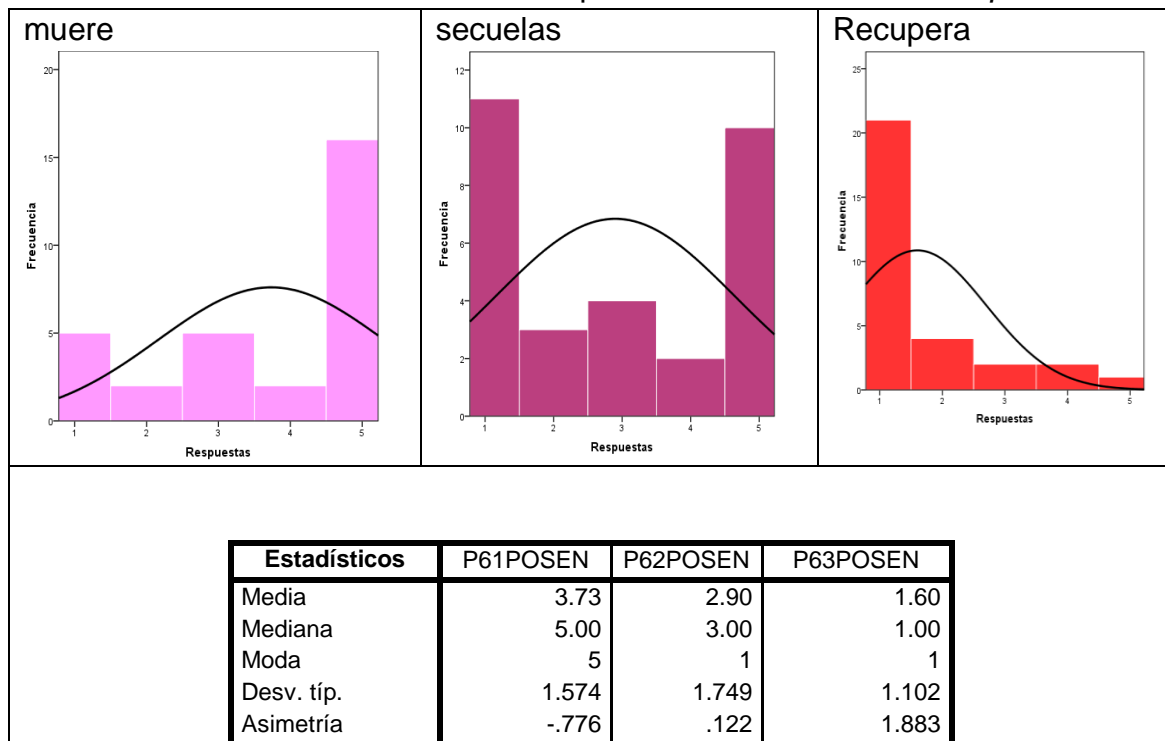 muere
20
15
10
5
0
1 2 3 4 5
Frecuencia
Respuestas
secuelas
12
10
8
6
4
2
0
1 2 3 4 5
Frecuencia
Respuestas
Recupera
25
20
15
10
5
0
1 2 3 4 5
Frecuencia
Respuestas
Estadísticos P61POSEN P62POSEN P63POSEN
Media 3.73 2.90 1.60
Mediana 5.00 3.00 1.00
Moda 5 1 1
Desv. típ. 1.574 1.749 1.102
Asimetría -.776 .122 1.883